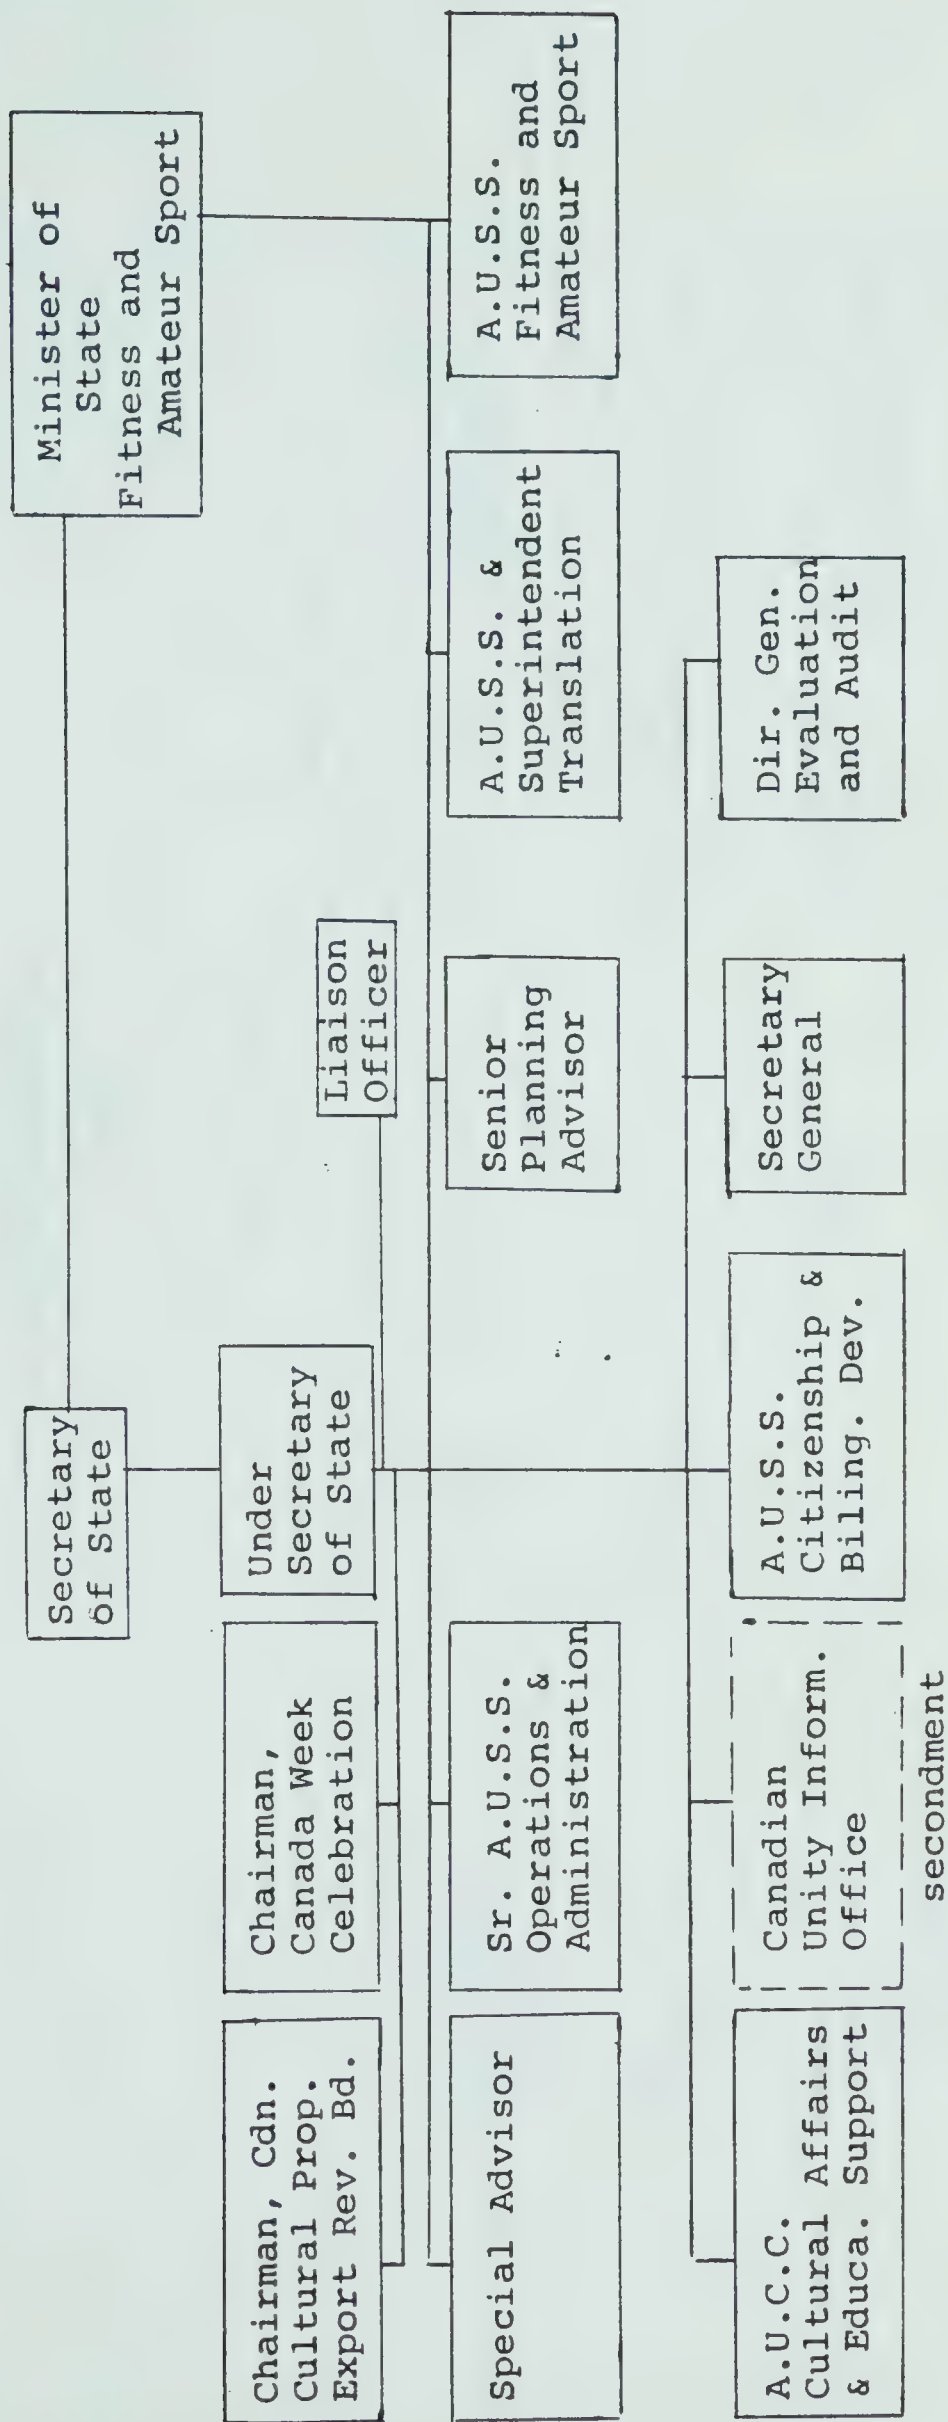 Secretary
of State
Minister of
State
Fitness and
Amateur Sport
Chairman, Cdn.
Cultural Prop.
Export Rev. Bd.
Chairman,
Canada Week
Celebration
Under
Secretary
of State
Liaison
Officer
Special Advisor
Sr. A.U.S.S.
Operations &
Administration
Senior
Planning
Advisor
A.U.S.S. &
Superintendent
Translation
A.U.S.S.
Fitness and
Amateur Sport
A.U.C.C.
Cultural Affairs
& Educa. Support
Canadian
Unity Inform.
Office
secondment
A.U.S.S.
Citizenship &
Biling. Dev.
Secretary
General
Dir. Gen.
Evaluation
and Audit